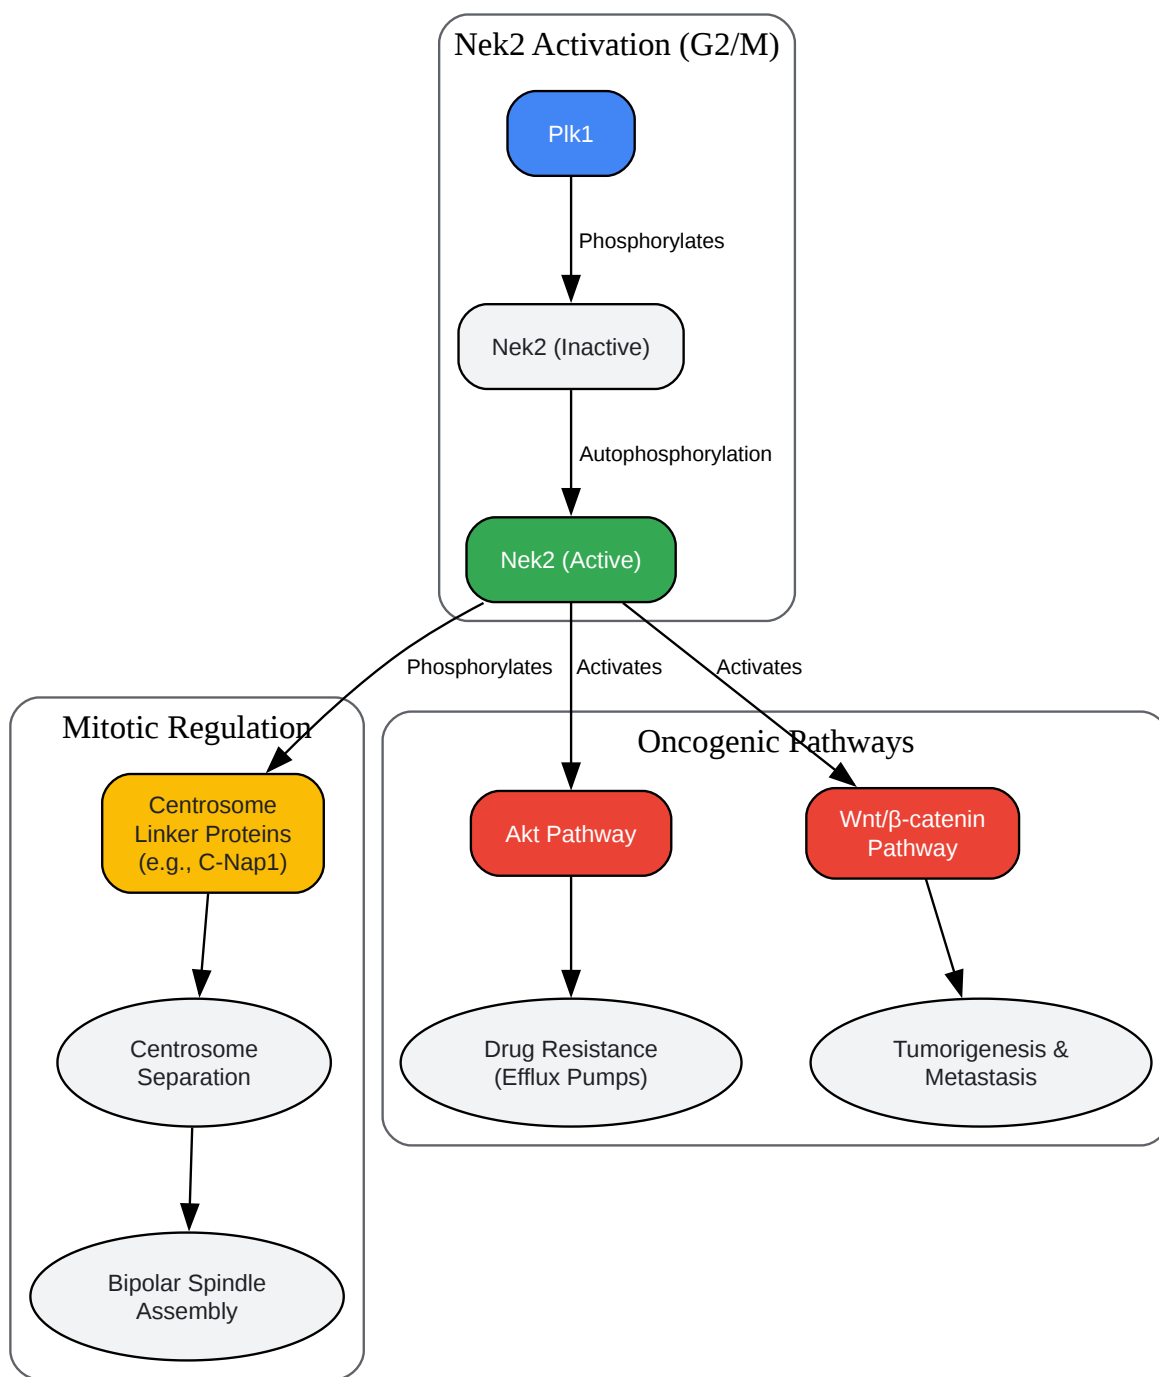 Nek2 Activation (G2/M)
Plk1
Phosphorylates
Nek2 (Inactive)
Autophosphorylation
Nek2 (Active)
Phosphorylates
Activates
Activates
Mitotic Regulation
Centrosome
Linker Proteins
(e.g., C-Nap1)
Centrosome
Separation
Bipolar Spindle
Assembly
Oncogenic Pathways
Akt Pathway
Wnt/β-catenin
Pathway
Drug Resistance
(Efflux Pumps)
Tumorigenesis &
Metastasis